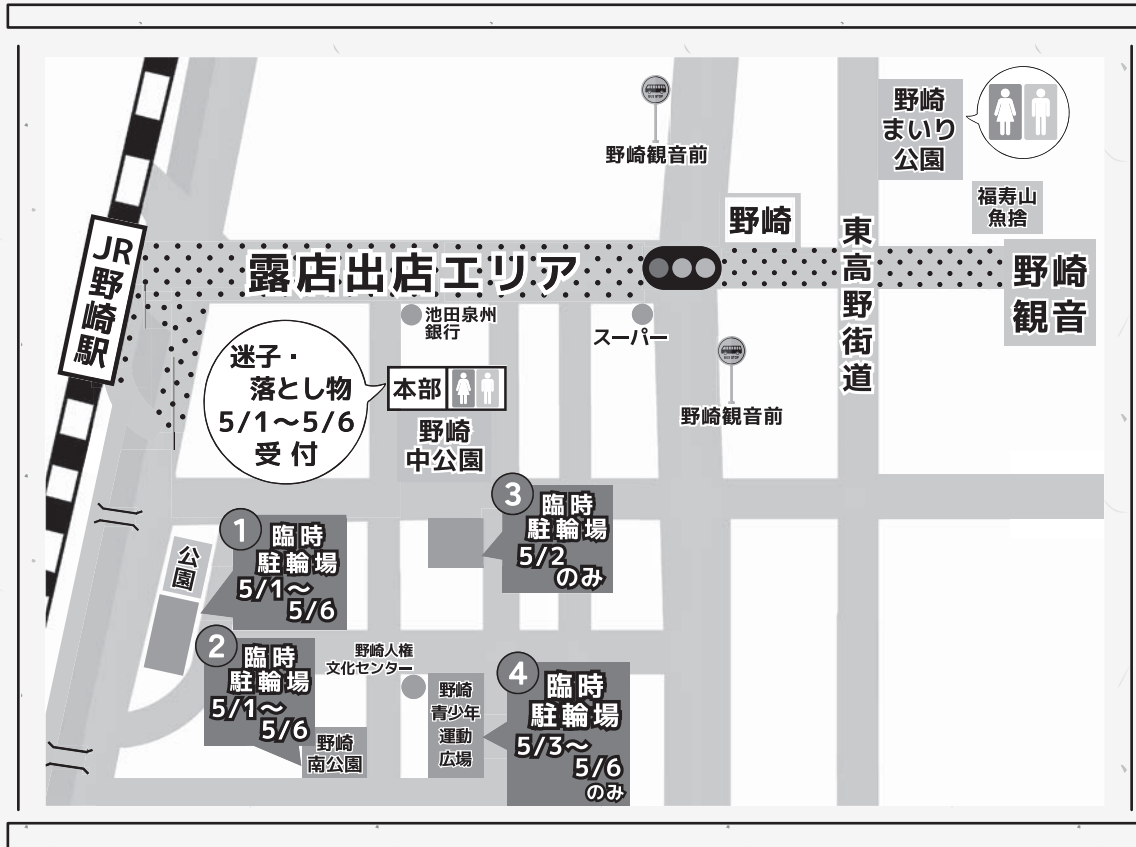 野崎観音前
野崎
まいり
公園
福寿山
魚捨
野崎
JR野崎駅
露店出店エリア
東高野街道
野崎
観音
池田泉州
銀行
スーパー
野崎観音前
迷子・
落とし物
5/1〜5/6
受付
本部
野崎
中公園
1
臨時
駐輪場
5/1〜
5/6
3
臨時
駐輪場
5/2
のみ
公園
2
臨時
駐輪場
5/1〜
5/6
野崎
南公園
野崎人権
文化センター
野崎
青少年
運動
広場
4
臨時
駐輪場
5/3〜
5/6
のみ